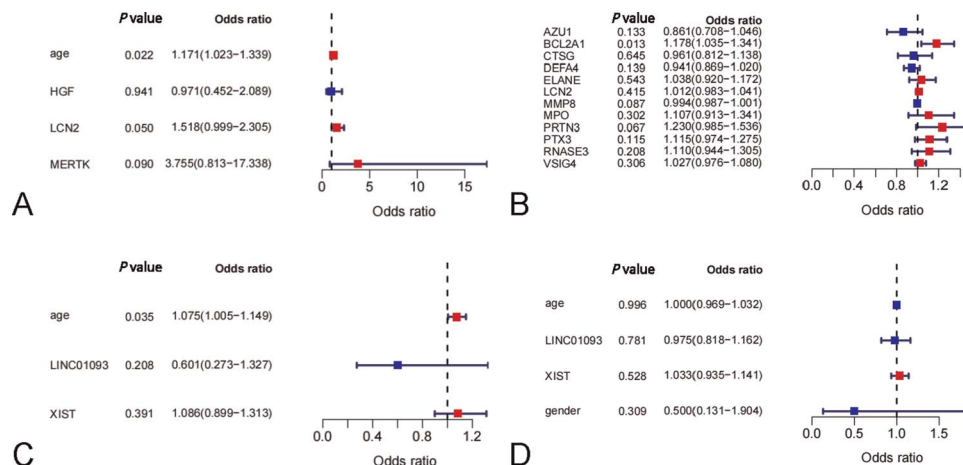 P value Odds ratio
age 0.022 1.171(1.023−1.339)
HGF 0.941 0.971(0.452−2.089)
LCN2 0.050 1.518(0.999−2.305)
MERTK 0.090 3.755(0.813−17.338)
0 5 10 15
Odds ratio
A
P value Odds ratio
AZU1 0.133 0.861(0.708−1.046)
BCL2A1 0.013 1.178(1.035−1.341)
CTSG 0.645 0.961(0.812−1.138)
DEFA4 0.139 0.941(0.869−1.020)
ELANE 0.543 1.038(0.920−1.172)
LCN2 0.415 1.012(0.983−1.041)
MMP8 0.087 0.994(0.987−1.001)
MPO 0.302 1.107(0.913−1.341)
PRTN3 0.067 1.230(0.985−1.536)
PTX3 0.115 1.115(0.974−1.275)
RNASE3 0.208 1.110(0.944−1.305)
VSIG4 0.306 1.027(0.976−1.080)
0.0 0.4 0.8 1.2
Odds ratio
B
P value Odds ratio
age 0.035 1.075(1.005−1.149)
LINC01093 0.208 0.601(0.273−1.327)
XIST 0.391 1.086(0.899−1.313)
0.0 0.4 0.8 1.2
Odds ratio
C
P value Odds ratio
age 0.996 1.000(0.969−1.032)
LINC01093 0.781 0.975(0.818−1.162)
XIST 0.528 1.033(0.935−1.141)
gender 0.309 0.500(0.131−1.904)
0.0 0.5 1.0 1.5
Odds ratio
D